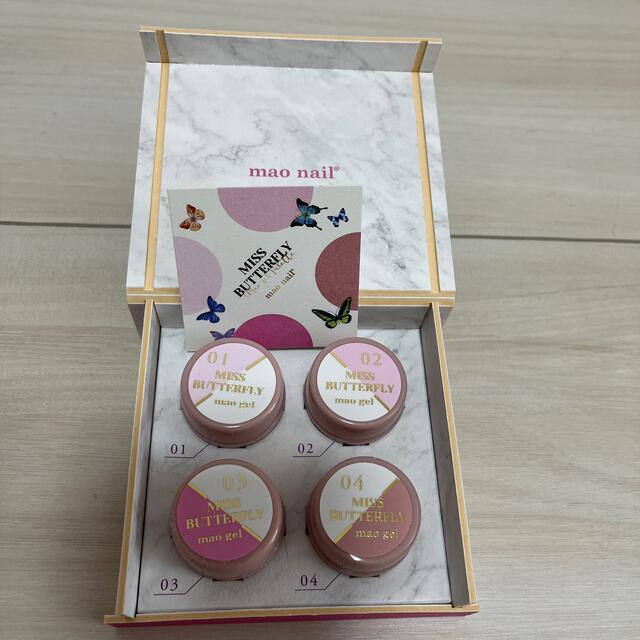 mao nail®
MISS
BUTTERFLY
mao nail®
01
MISS
BUTTERFLY
mao gel
02
MISS
BUTTERFLY
mao gel
01
02
03
MISS
BUTTERFLY
mao gel
04
MISS
BUTTERFLY
mao gel
03
04